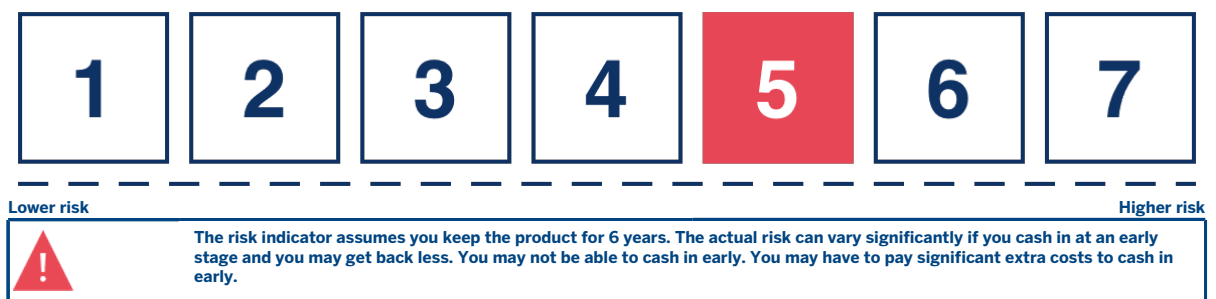 1 2 3 4 5 6 7
Lower risk Higher risk
!
The risk indicator assumes you keep the product for 6 years. The actual risk can vary significantly if you cash in at an early
stage and you may get back less. You may not be able to cash in early. You may have to pay significant extra costs to cash in
early.